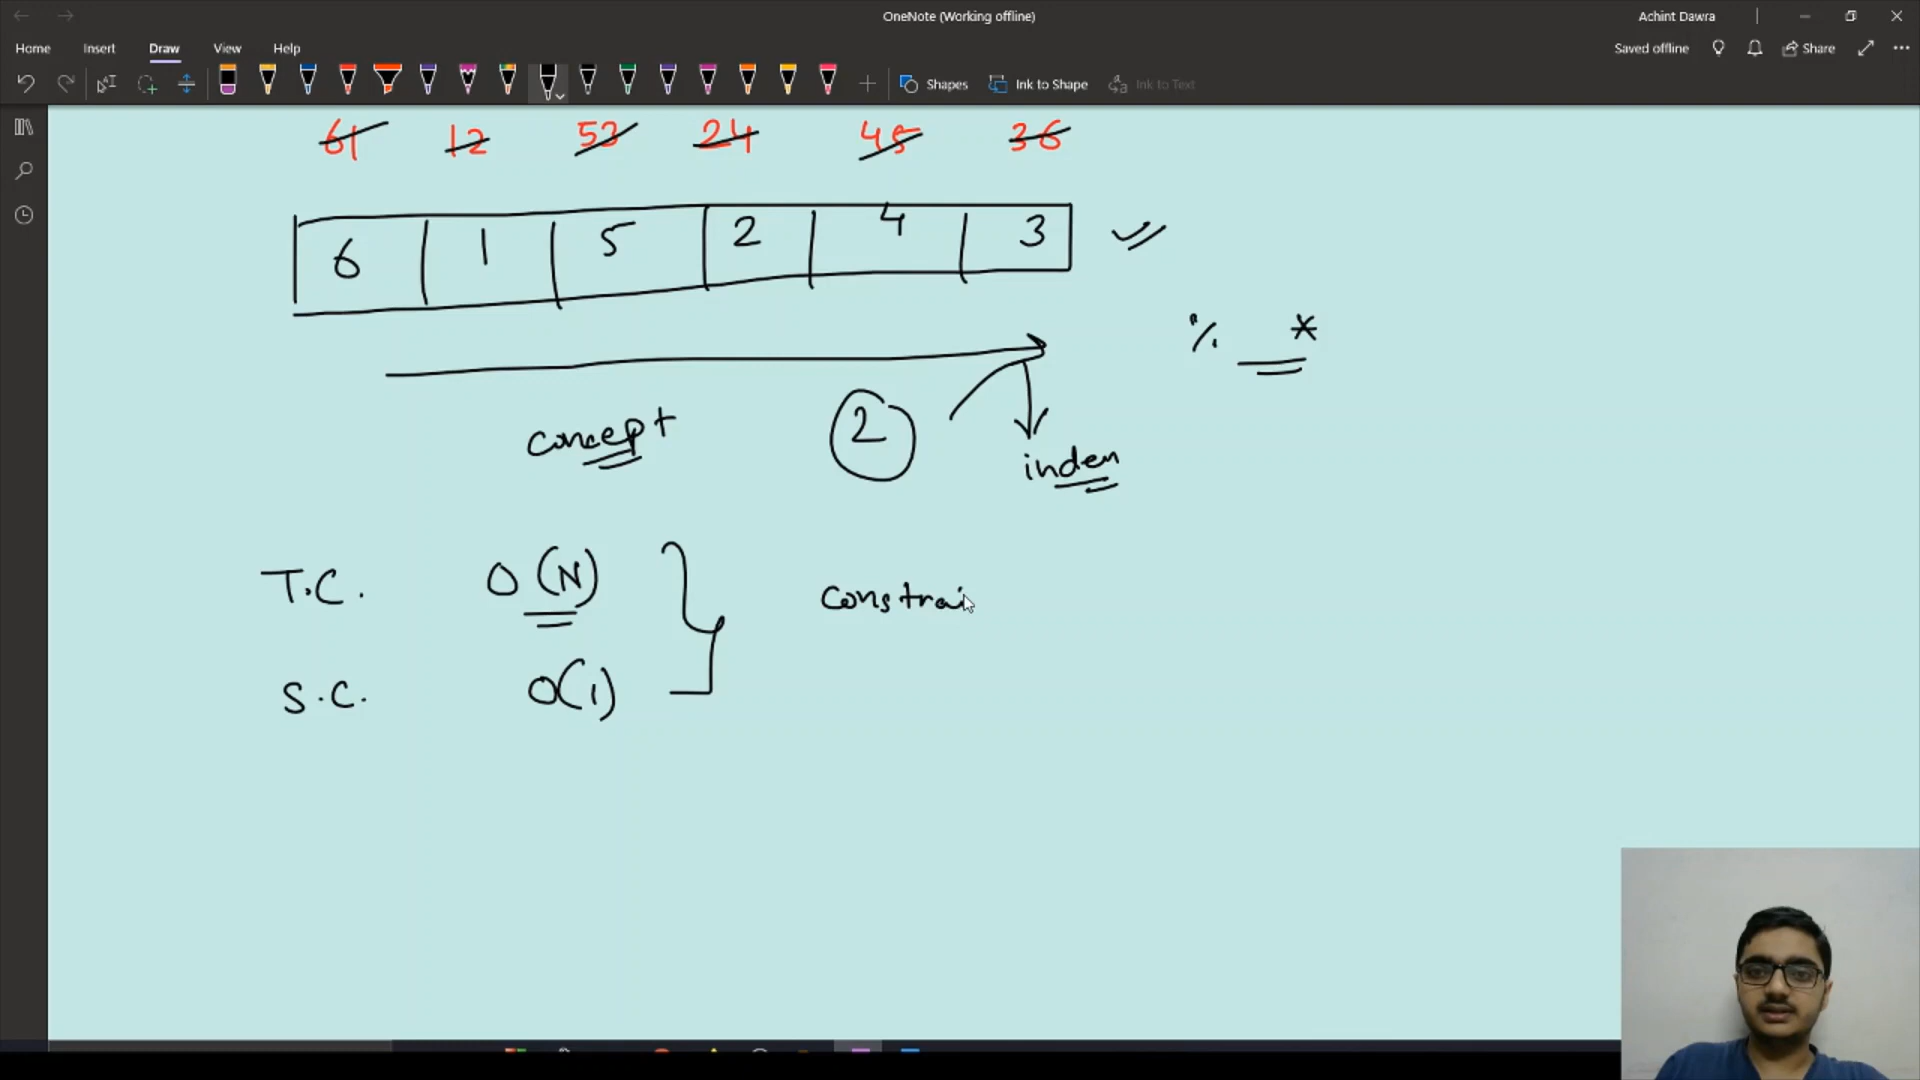 OneNote (Working offline)
Achint Dawra
Home Insert Draw View Help
Saved offline Share
Shapes Ink to Shape Ink to Text
61 12 53 24 45 36
6 1 5 2 4 3
% *
concept 2
inden
T.C. O(N)
constrai
S.C. O(1)